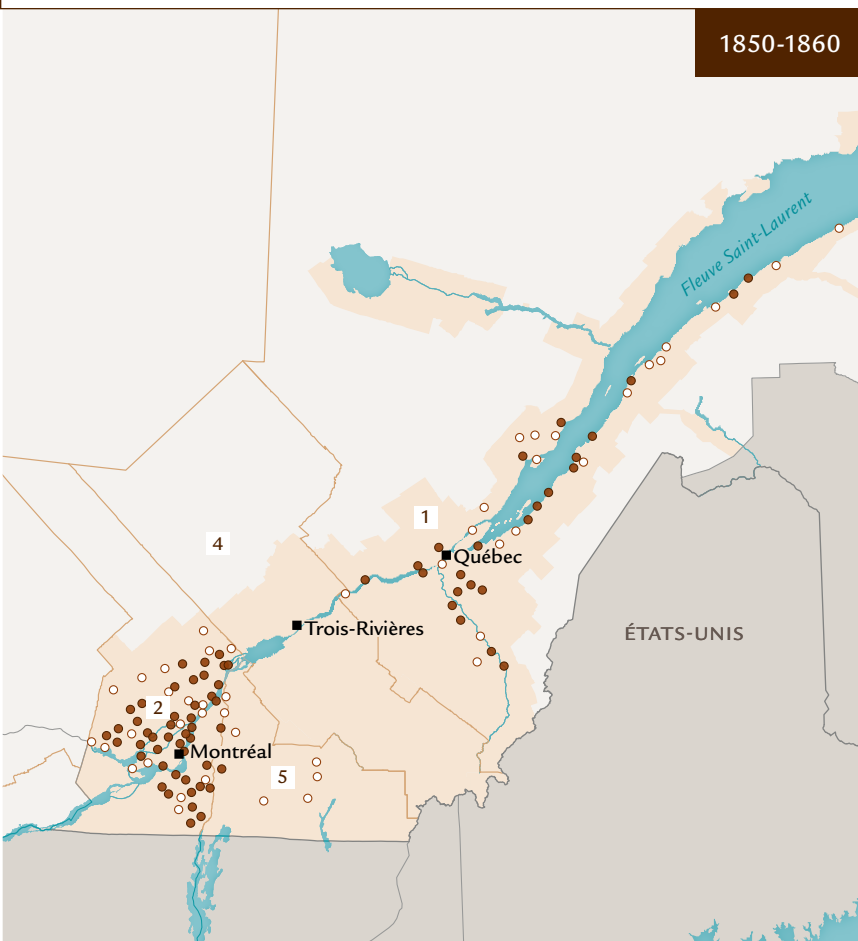 1850-1860
Fleuve Saint-Laurent
1
4
Québec
Trois-Rivières
ÉTATS-UNIS
2
Montréal
5